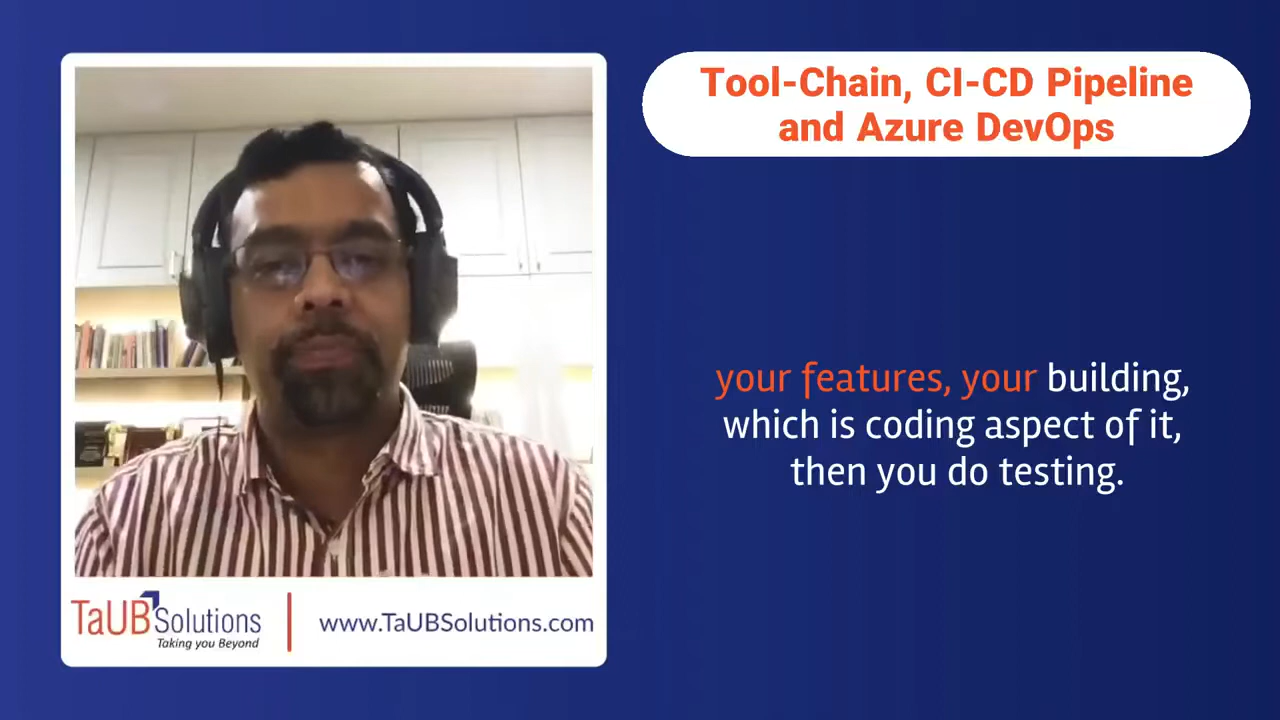 Tool-Chain, CI-CD Pipeline
and Azure DevOps
your features, your building,
which is coding aspect of it,
then you do testing.
TaUB Solutions
Taking you Beyond
www.TaUBSolutions.com